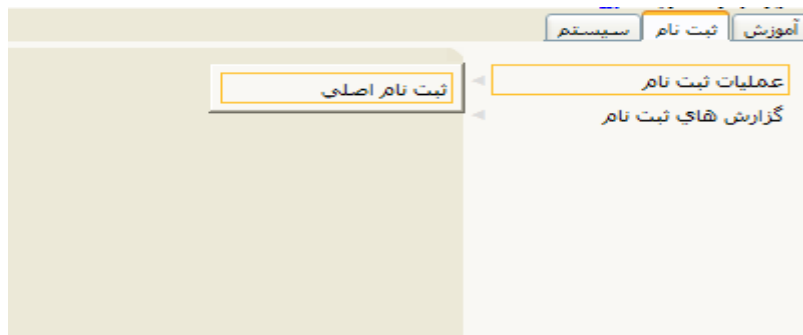 آموزش ثبت نام سیستم
عملیات ثبت نام
ثبت نام اصلی
گزارش هاي ثبت نام